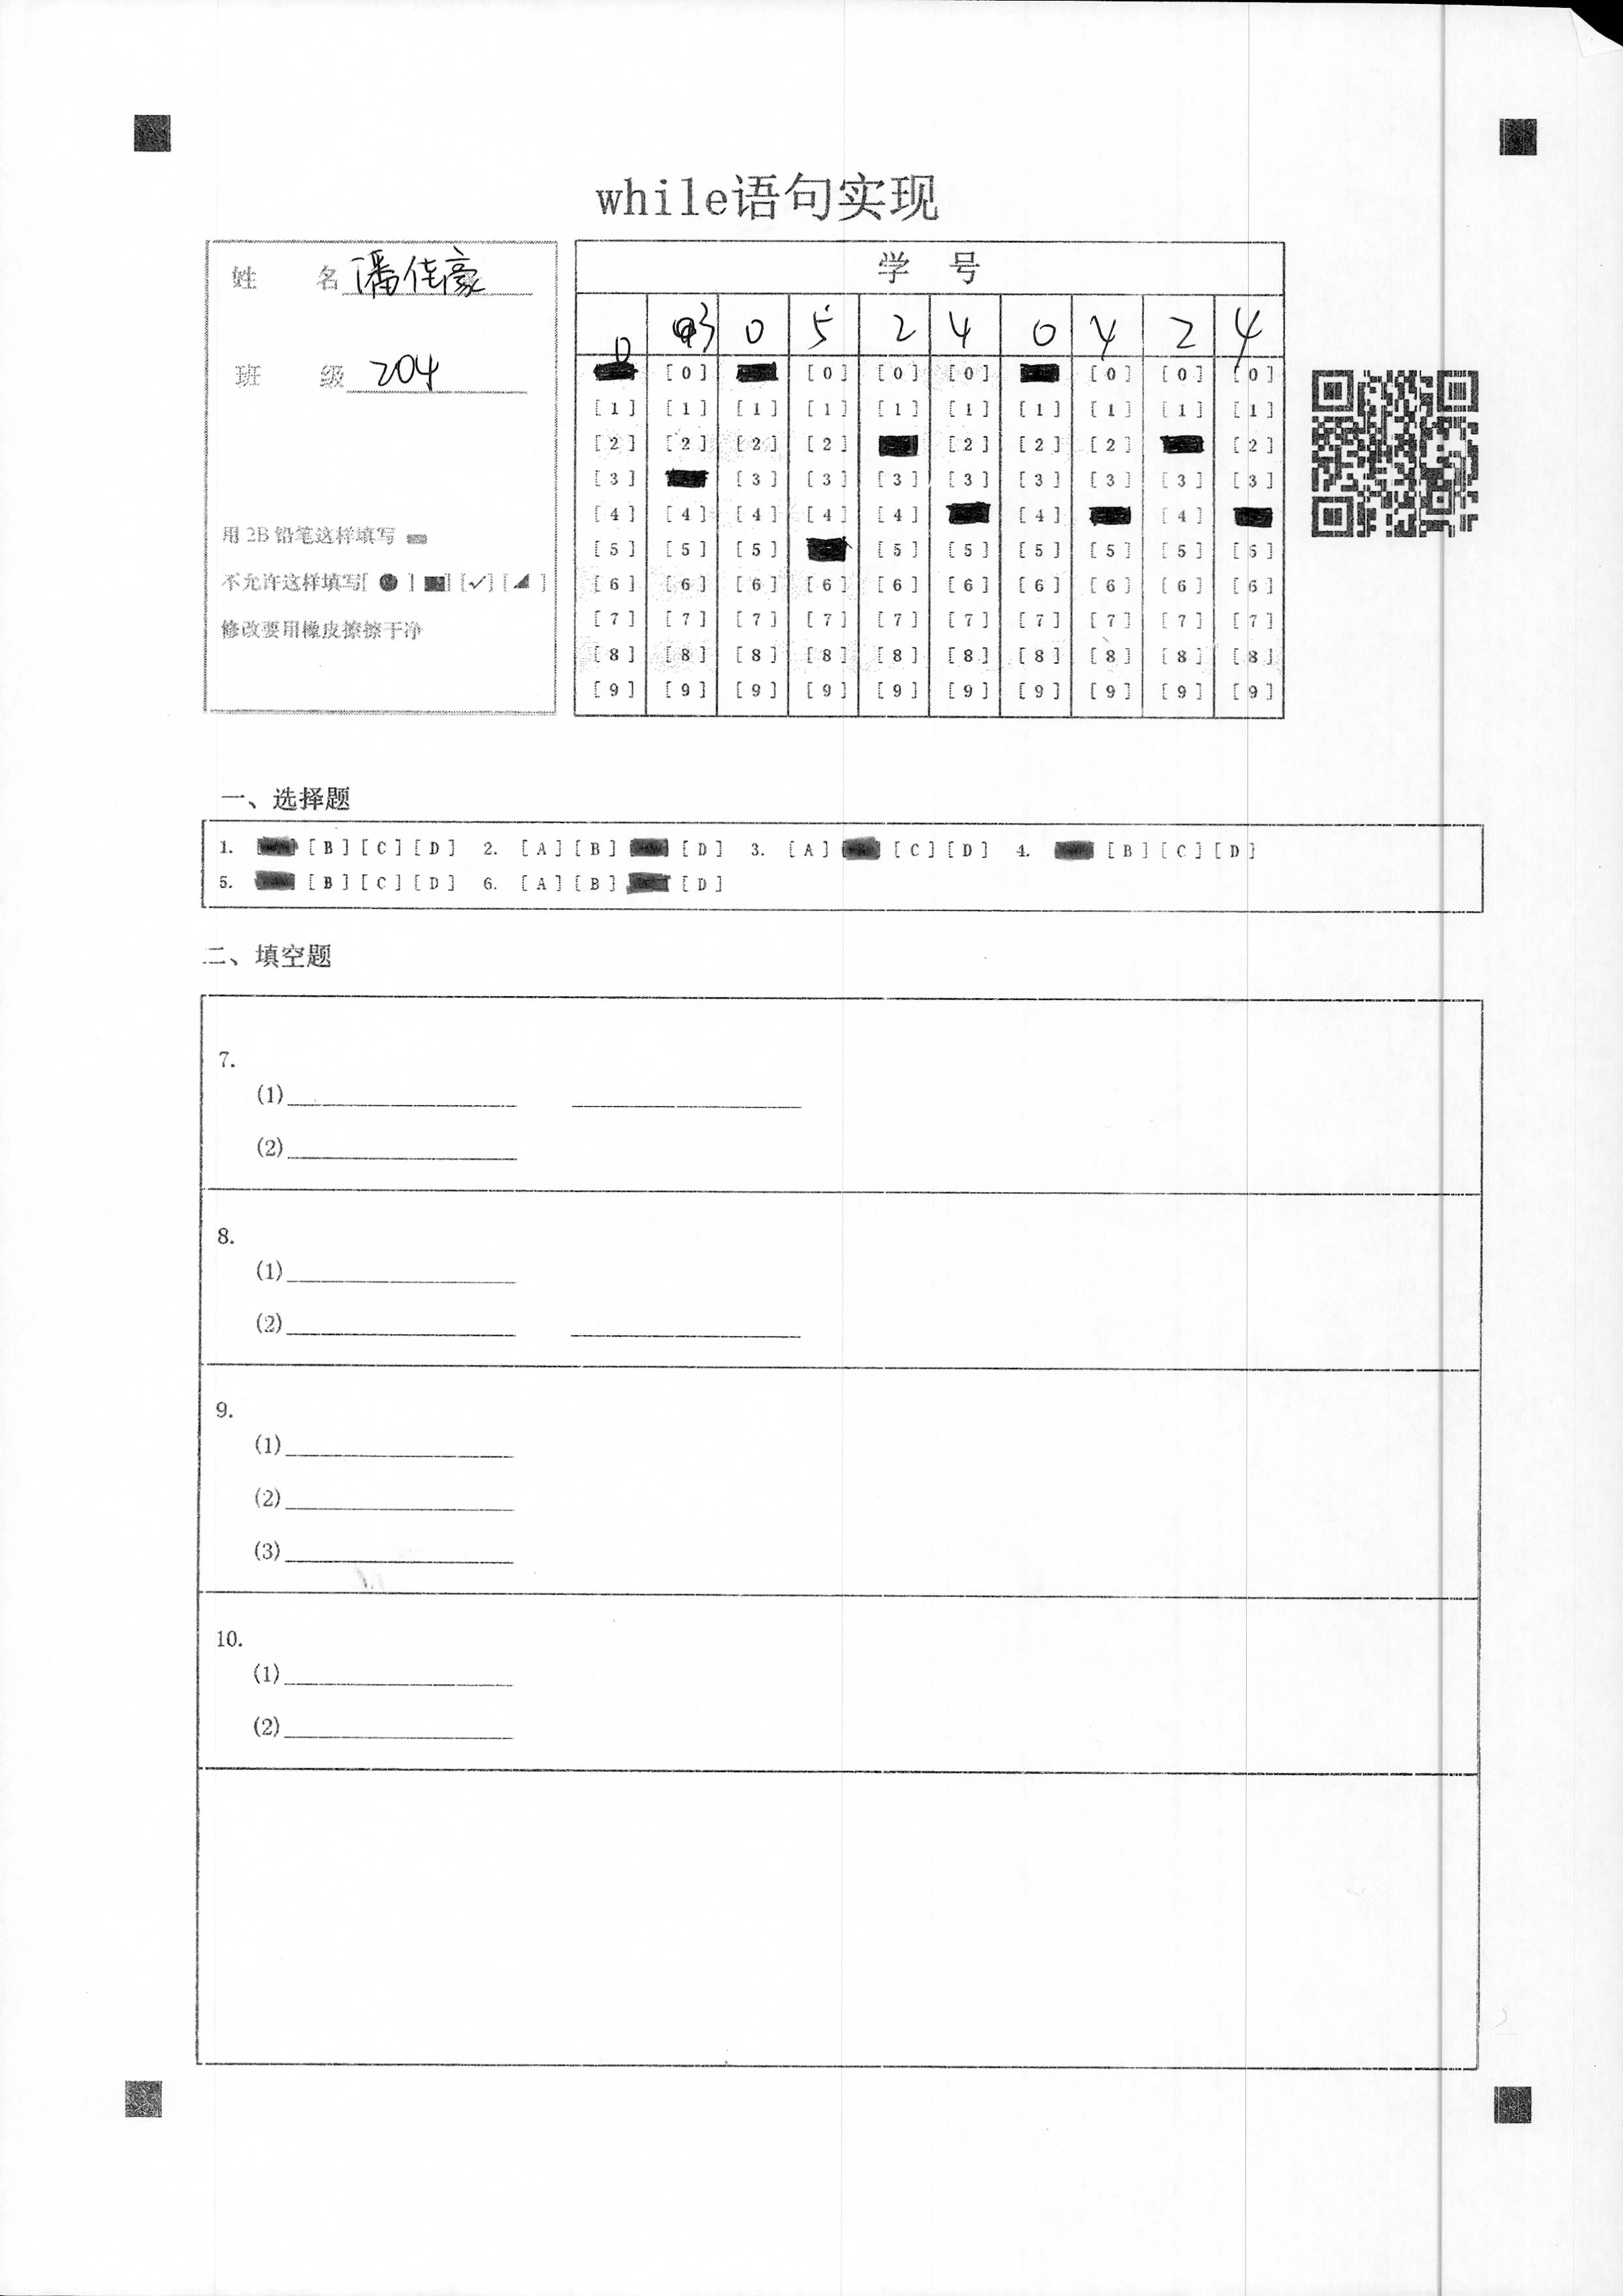 while语句实现
姓 名 潘佳豪
班 级 204
用 2B 铅笔这样填写
不允许这样填写[ ● ] [■] [✓] [◢ ]
修改要用橡皮擦擦干净
学 号
0 3 0 5 2 4 0 4 2 4
[0] [0] [0] [0] [0] [0] [0]
[1] [1] [1] [1] [1] [1] [1] [1] [1] [1]
[2] [2] [2] [2] [2] [2] [2] [2]
[3] [3] [3] [3] [3] [3] [3] [3] [3]
[4] [4] [4] [4] [4] [4] [4]
[5] [5] [5] [5] [5] [5] [5] [5] [5]
[6] [6] [6] [6] [6] [6] [6] [6] [6] [6]
[7] [7] [7] [7] [7] [7] [7] [7] [7] [7]
[8] [8] [8] [8] [8] [8] [8] [8] [8] [8]
[9] [9] [9] [9] [9] [9] [9] [9] [9] [9]
一、选择题
1. [B] [C] [D] 2. [A] [B] [D] 3. [A] [C] [D] 4. [B] [C] [D]
5. [B] [C] [D] 6. [A] [B] [D]
二、填空题
7.
(1)
(2)
8.
(1)
(2)
9.
(1)
(2)
(3)
10.
(1)
(2)